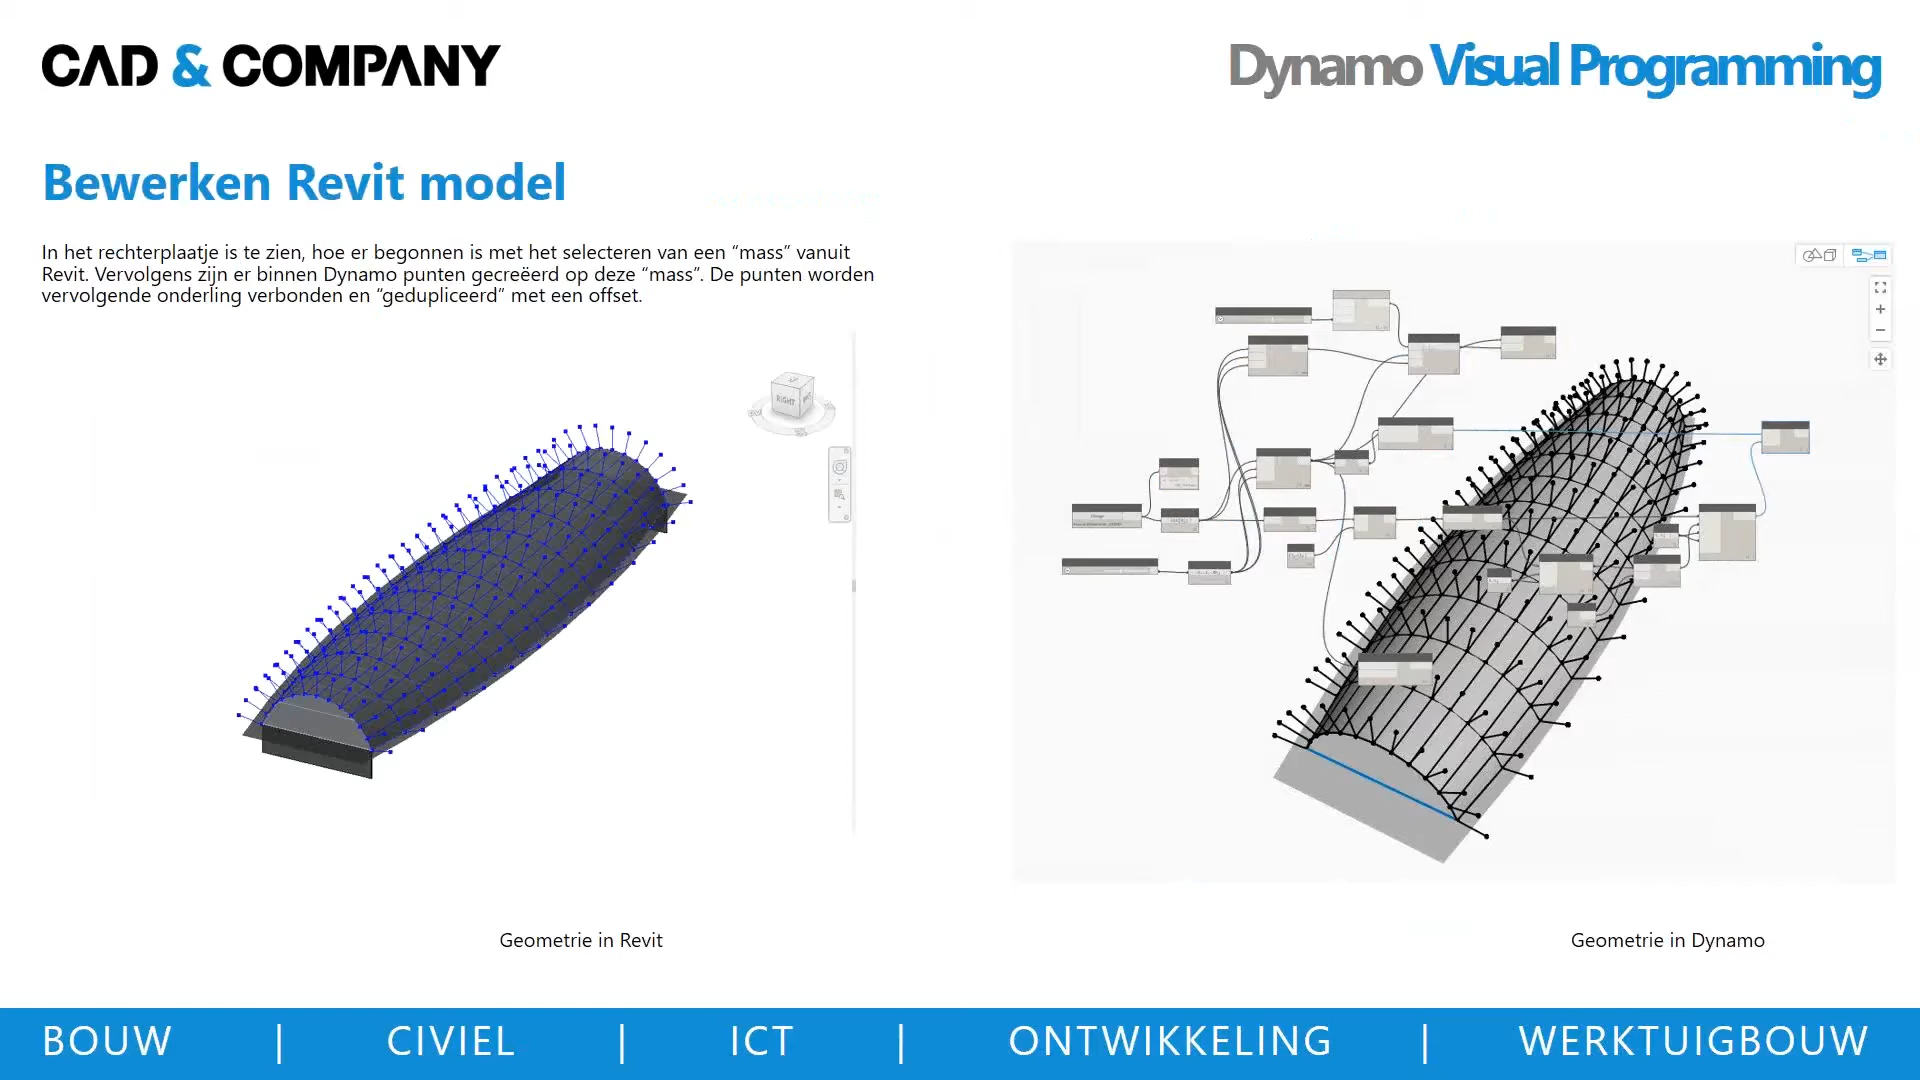 CAD & COMPANY
Dynamo Visual Programming
Bewerken Revit model
In het rechterplaatje is te zien, hoe er begonnen is met het selecteren van een “mass” vanuit
Revit. Vervolgens zijn er binnen Dynamo punten gecreëerd op deze “mass”. De punten worden
vervolgende onderling verbonden en “gedupliceerd” met een offset.
RIGHT
Geometrie in Revit
Geometrie in Dynamo
BOUW | CIVIEL | ICT | ONTWIKKELING | WERKTUIGBOUW